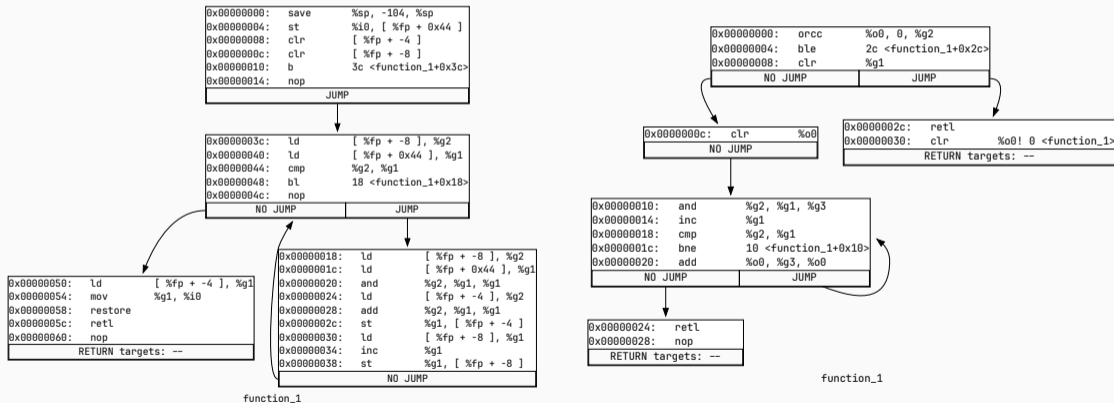 0x00000000: save %sp, -104, %sp
0x00000004: st %i0, [ %fp + 0x44 ]
0x00000008: clr [ %fp + -4 ]
0x0000000c: clr [ %fp + -8 ]
0x00000010: b 3c <function_1+0x3c>
0x00000014: nop
JUMP
0x0000003c: ld [ %fp + -8 ], %g2
0x00000040: ld [ %fp + 0x44 ], %g1
0x00000044: cmp %g2, %g1
0x00000048: bl 18 <function_1+0x18>
0x0000004c: nop
NO JUMP JUMP
0x00000050: ld [ %fp + -4 ], %g1
0x00000054: mov %g1, %i0
0x00000058: restore
0x0000005c: retl
0x00000060: nop
RETURN targets: --
0x00000018: ld [ %fp + -8 ], %g2
0x0000001c: ld [ %fp + 0x44 ], %g1
0x00000020: and %g2, %g1, %g1
0x00000024: ld [ %fp + -4 ], %g2
0x00000028: add %g2, %g1, %g1
0x0000002c: st %g1, [ %fp + -4 ]
0x00000030: ld [ %fp + -8 ], %g1
0x00000034: inc %g1
0x00000038: st %g1, [ %fp + -8 ]
NO JUMP
function_1
0x00000000: orcc %o0, 0, %g2
0x00000004: ble 2c <function_1+0x2c>
0x00000008: clr %g1
NO JUMP JUMP
0x0000000c: clr %o0
NO JUMP
0x0000002c: retl
0x00000030: clr %o0! 0 <function_1>
RETURN targets: --
0x00000010: and %g2, %g1, %g3
0x00000014: inc %g1
0x00000018: cmp %g2, %g1
0x0000001c: bne 10 <function_1+0x10>
0x00000020: add %o0, %g3, %o0
NO JUMP JUMP
0x00000024: retl
0x00000028: nop
RETURN targets: --
function_1